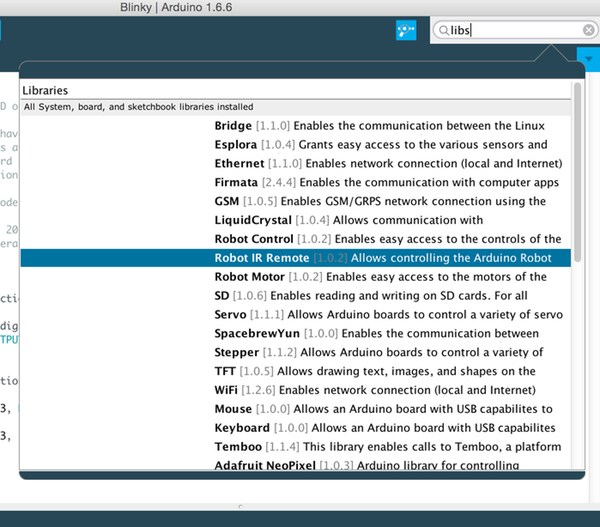 Blinky | Arduino 1.6.6
libs
Libraries
All System, board, and sketchbook libraries installed
Bridge [1.1.0] Enables the communication between the Linux
Esplora [1.0.4] Grants easy access to the various sensors and
Ethernet [1.1.0] Enables network connection (local and Internet)
Firmata [2.4.4] Enables the communication with computer apps
GSM [1.0.5] Enables GSM/GRPS network connection using the
LiquidCrystal [1.0.4] Allows communication with
Robot Control [1.0.2] Enables easy access to the controls of the
Robot IR Remote [1.0.2] Allows controlling the Arduino Robot
Robot Motor [1.0.2] Enables easy access to the motors of the
SD [1.0.6] Enables reading and writing on SD cards. For all
Servo [1.1.1] Allows Arduino boards to control a variety of servo
SpacebrewYun [1.0.0] Enables the communication between
Stepper [1.1.2] Allows Arduino boards to control a variety of
TFT [1.0.5] Allows drawing text, images, and shapes on the
WiFi [1.2.6] Enables network connection (local and Internet)
Mouse [1.0.0] Allows an Arduino board with USB capabilites to
Keyboard [1.0.0] Allows an Arduino board with USB capabilites
Temboo [1.1.4] This library enables calls to Temboo, a platform
Adafruit NeoPixel [1.0.3] Arduino library for controlling